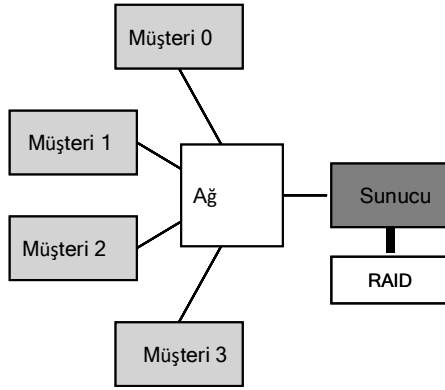 Müşteri 0
Müşteri 1
Ağ
Sunucu
Müşteri 2
RAID
Müşteri 3